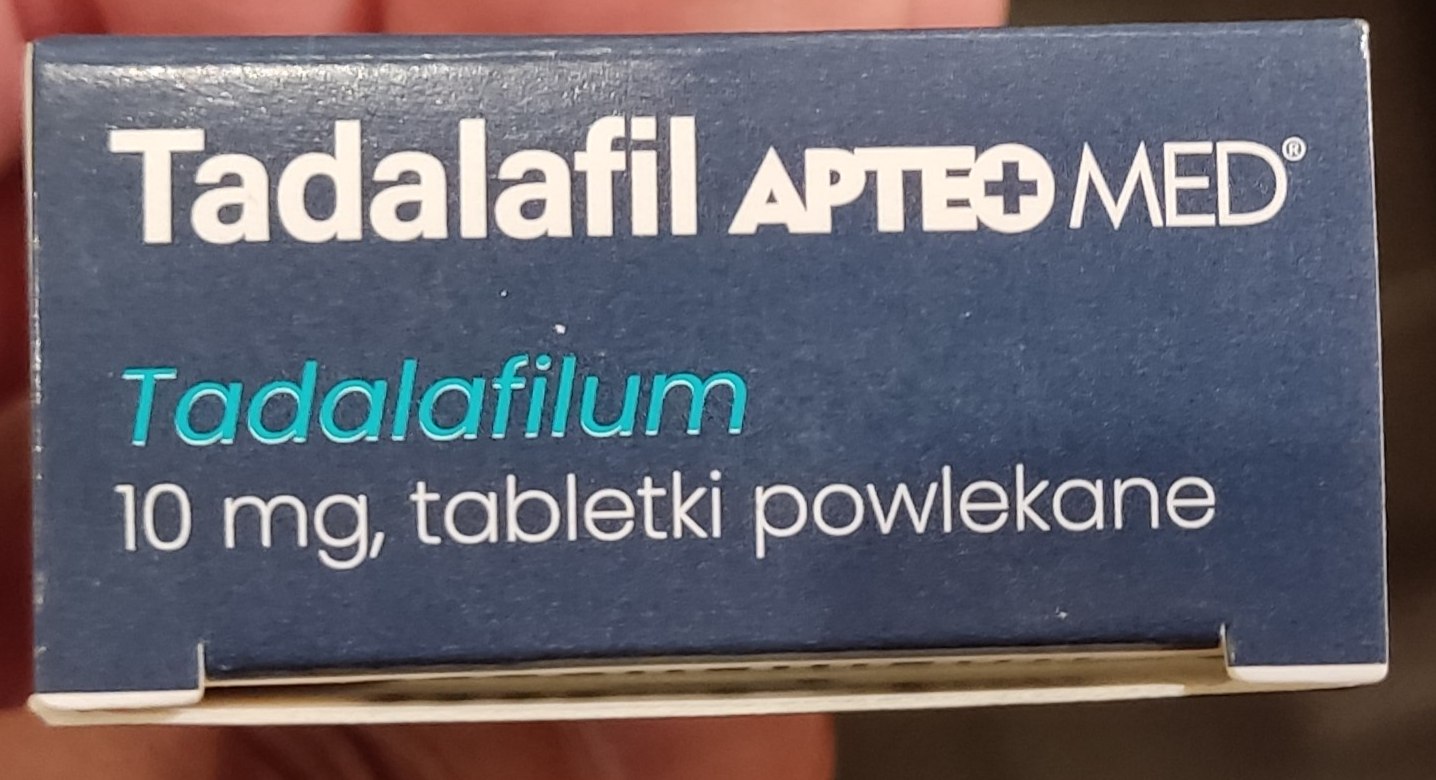 Tadalafil APTEO MED®
Tadalafilum
10 mg, tabletki powlekane